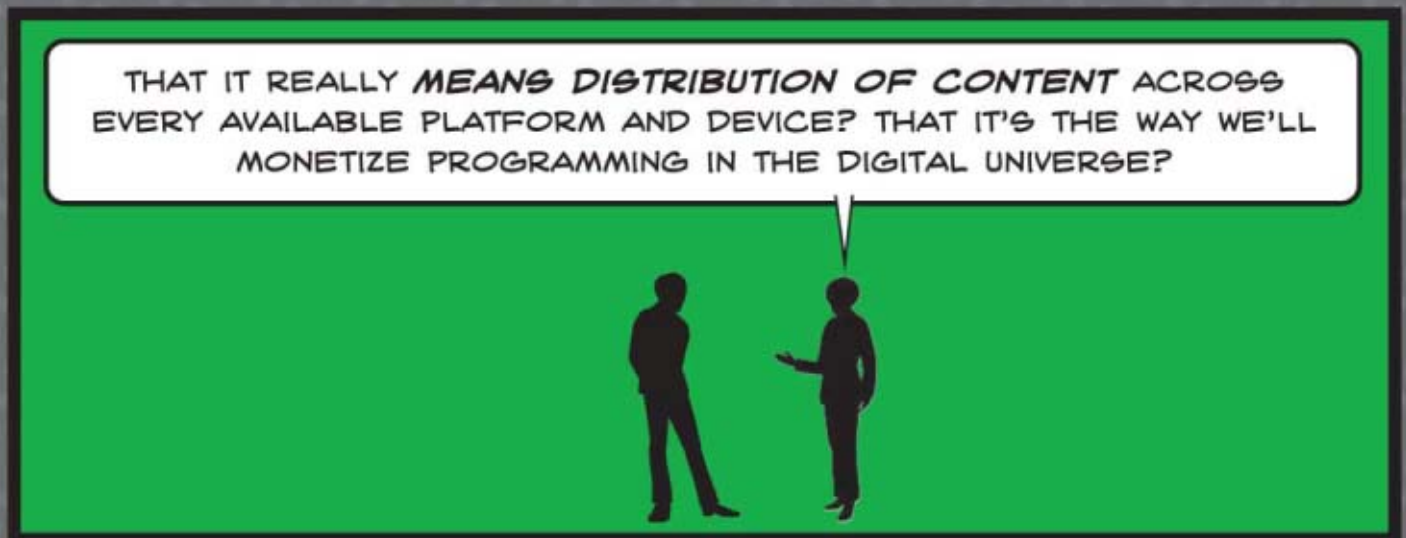 THAT IT REALLY MEANS DISTRIBUTION OF CONTENT ACROSS
EVERY AVAILABLE PLATFORM AND DEVICE? THAT IT'S THE WAY WE'LL
MONETIZE PROGRAMMING IN THE DIGITAL UNIVERSE?